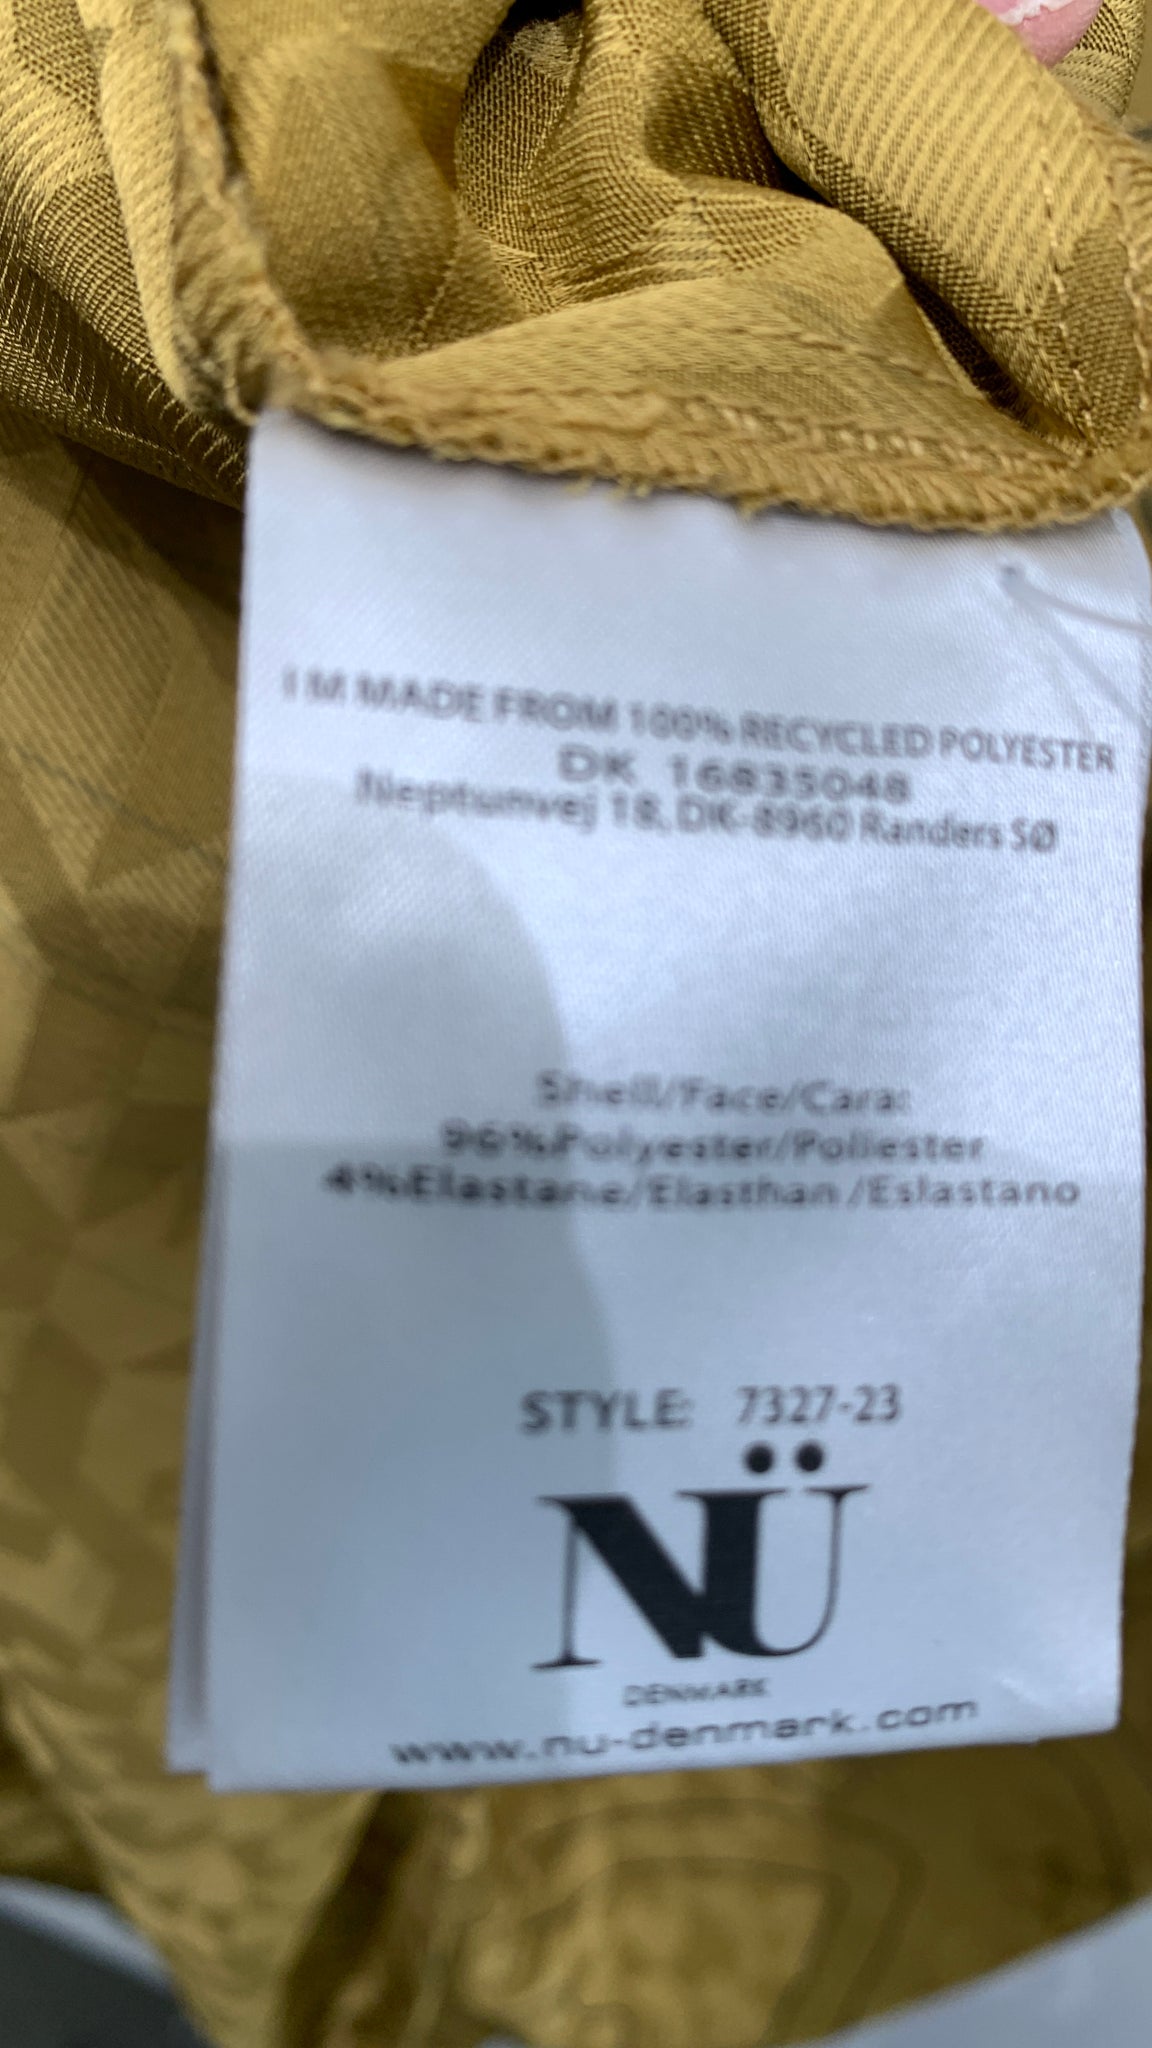 I M MADE FROM 100% RECYCLED POLYESTER
DK 16835048
Neptunvej 18, DK-8960 Randers SØ
Shell/Face/Cara:
96%Polyester/Poliester
4%Elastane/Elasthan /Eslastano
STYLE: 7327-23
NÜ
DENMARK
www.nu-denmark.com